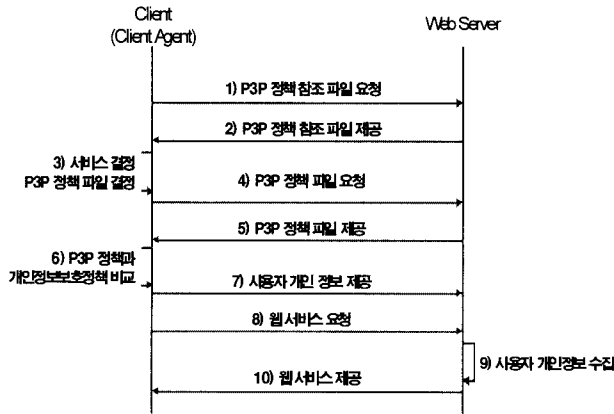 Client
(Client Agent)
Web Server
1) P3P 정책 참조 파일 요청
2) P3P 정책 참조 파일 제공
3) 서비스 결정
P3P 정책 파일 결정
4) P3P 정책 파일 요청
5) P3P 정책 파일 제공
6) P3P 정책과
개인정보보호정책 비교
7) 사용자 개인 정보 제공
8) 웹 서비스 요청
9) 사용자 개인정보 수집
10) 웹 서비스 제공